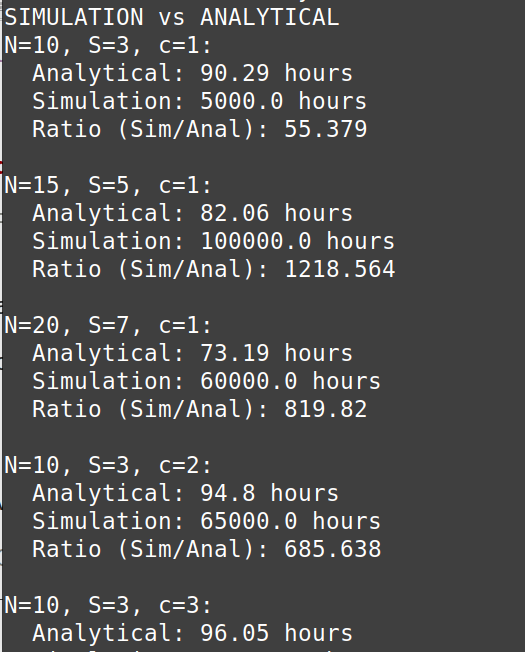 SIMULATION vs ANALYTICAL
N=10, S=3, c=1:
Analytical: 90.29 hours
Simulation: 5000.0 hours
Ratio (Sim/Anal): 55.379
N=15, S=5, c=1:
Analytical: 82.06 hours
Simulation: 100000.0 hours
Ratio (Sim/Anal): 1218.564
N=20, S=7, c=1:
Analytical: 73.19 hours
Simulation: 60000.0 hours
Ratio (Sim/Anal): 819.82
N=10, S=3, c=2:
Analytical: 94.8 hours
Simulation: 65000.0 hours
Ratio (Sim/Anal): 685.638
N=10, S=3, c=3:
Analytical: 96.05 hours